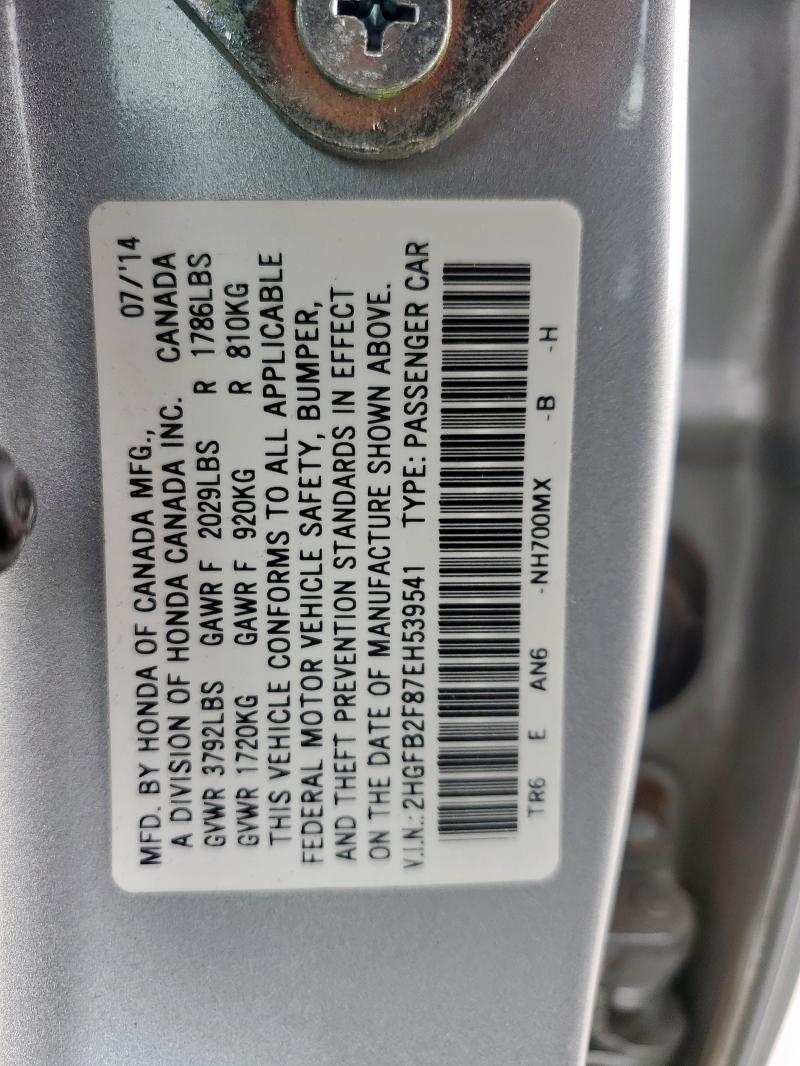 MFD. BY HONDA OF CANADA MFG., 07/'14
A DIVISION OF HONDA CANADA INC. CANADA
GVWR 3792LBS GAWR F 2029LBS R 1786LBS
GVWR 1720KG GAWR F 920KG R 810KG
THIS VEHICLE CONFORMS TO ALL APPLICABLE
FEDERAL MOTOR VEHICLE SAFETY, BUMPER,
AND THEFT PREVENTION STANDARDS IN EFFECT
ON THE DATE OF MANUFACTURE SHOWN ABOVE.
V.I.N.:2HGFB2F87EH539541 TYPE: PASSENGER CAR
TR6 E AN6 -NH700MX -B -H